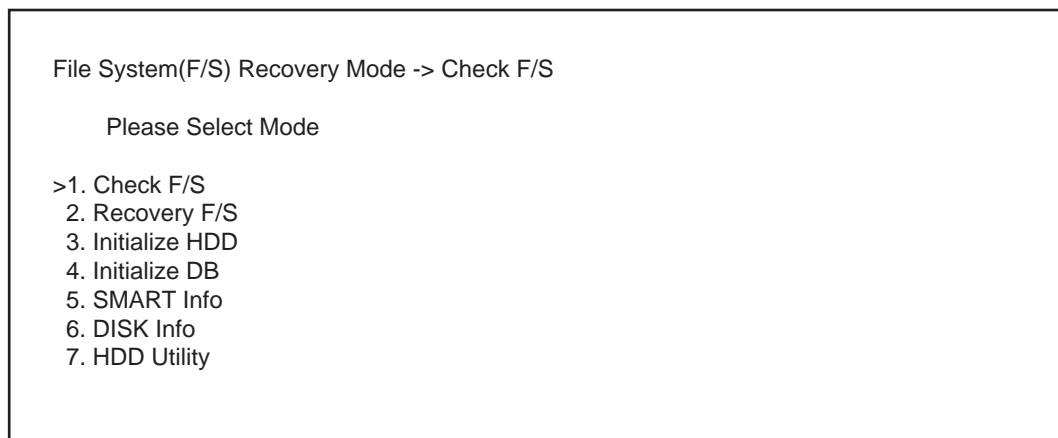 File System(F/S) Recovery Mode -> Check F/S
Please Select Mode
>1. Check F/S
2. Recovery F/S
3. Initialize HDD
4. Initialize DB
5. SMART Info
6. DISK Info
7. HDD Utility